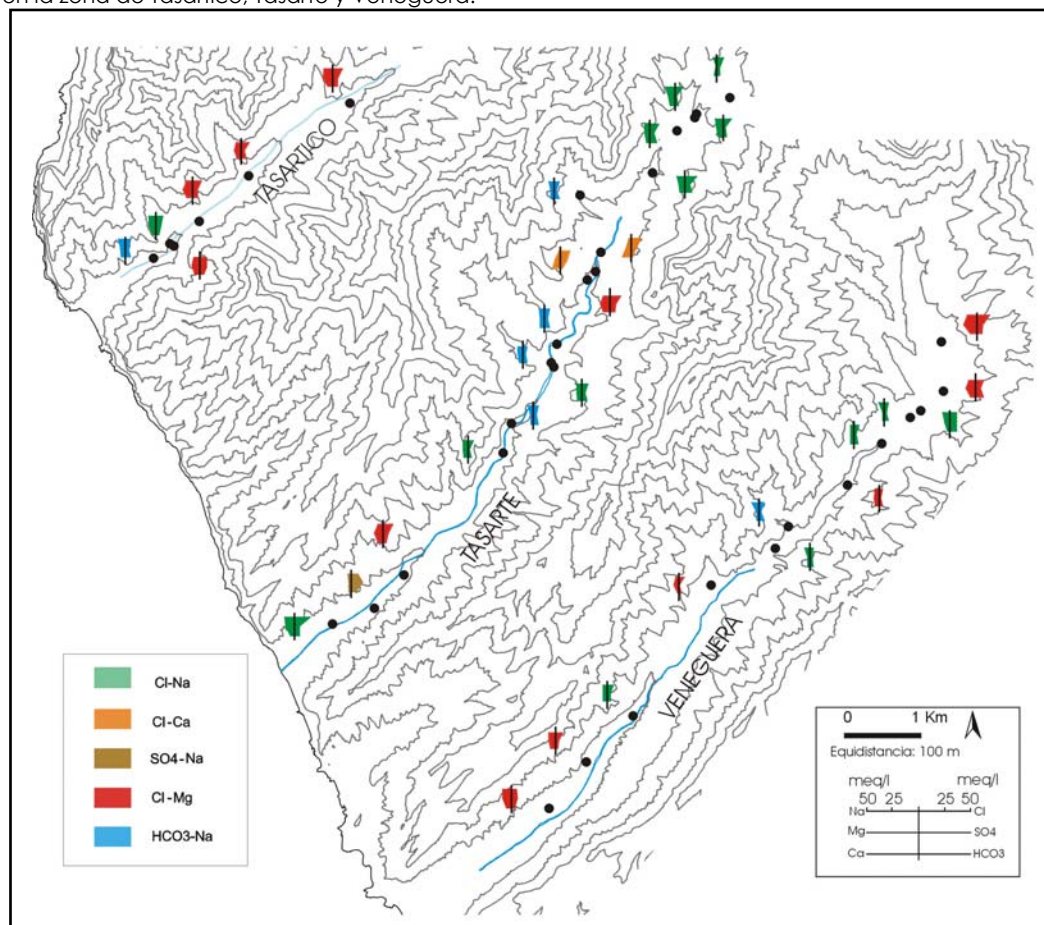 en la zona de Tasartico, Tasarte y Veneguera.
TASARTICO
TASARTE
VENEGUERA
Cl-Na
Cl-Ca
SO4-Na
Cl-Mg
HCO3-Na
0 1 Km
Equidistancia: 100 m
meq/l meq/l
50 25 25 50
Na Cl
Mg SO4
Ca HCO3